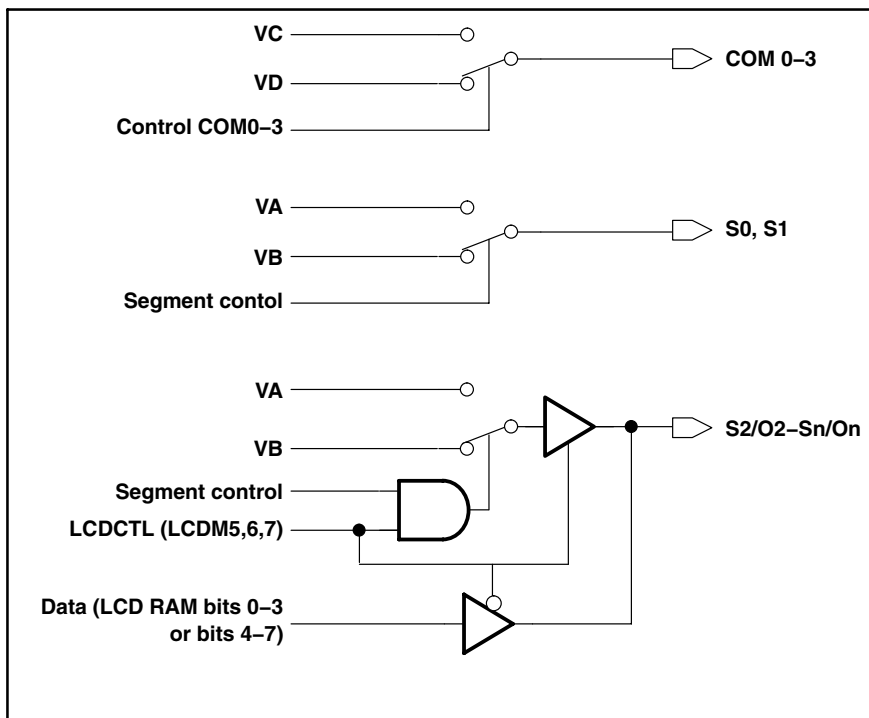 VC
VD
Control COM0–3
COM 0–3
VA
VB
Segment contol
S0, S1
VA
VB
Segment control
LCDCTL (LCDM5,6,7)
Data (LCD RAM bits 0–3
or bits 4–7)
S2/O2–Sn/On